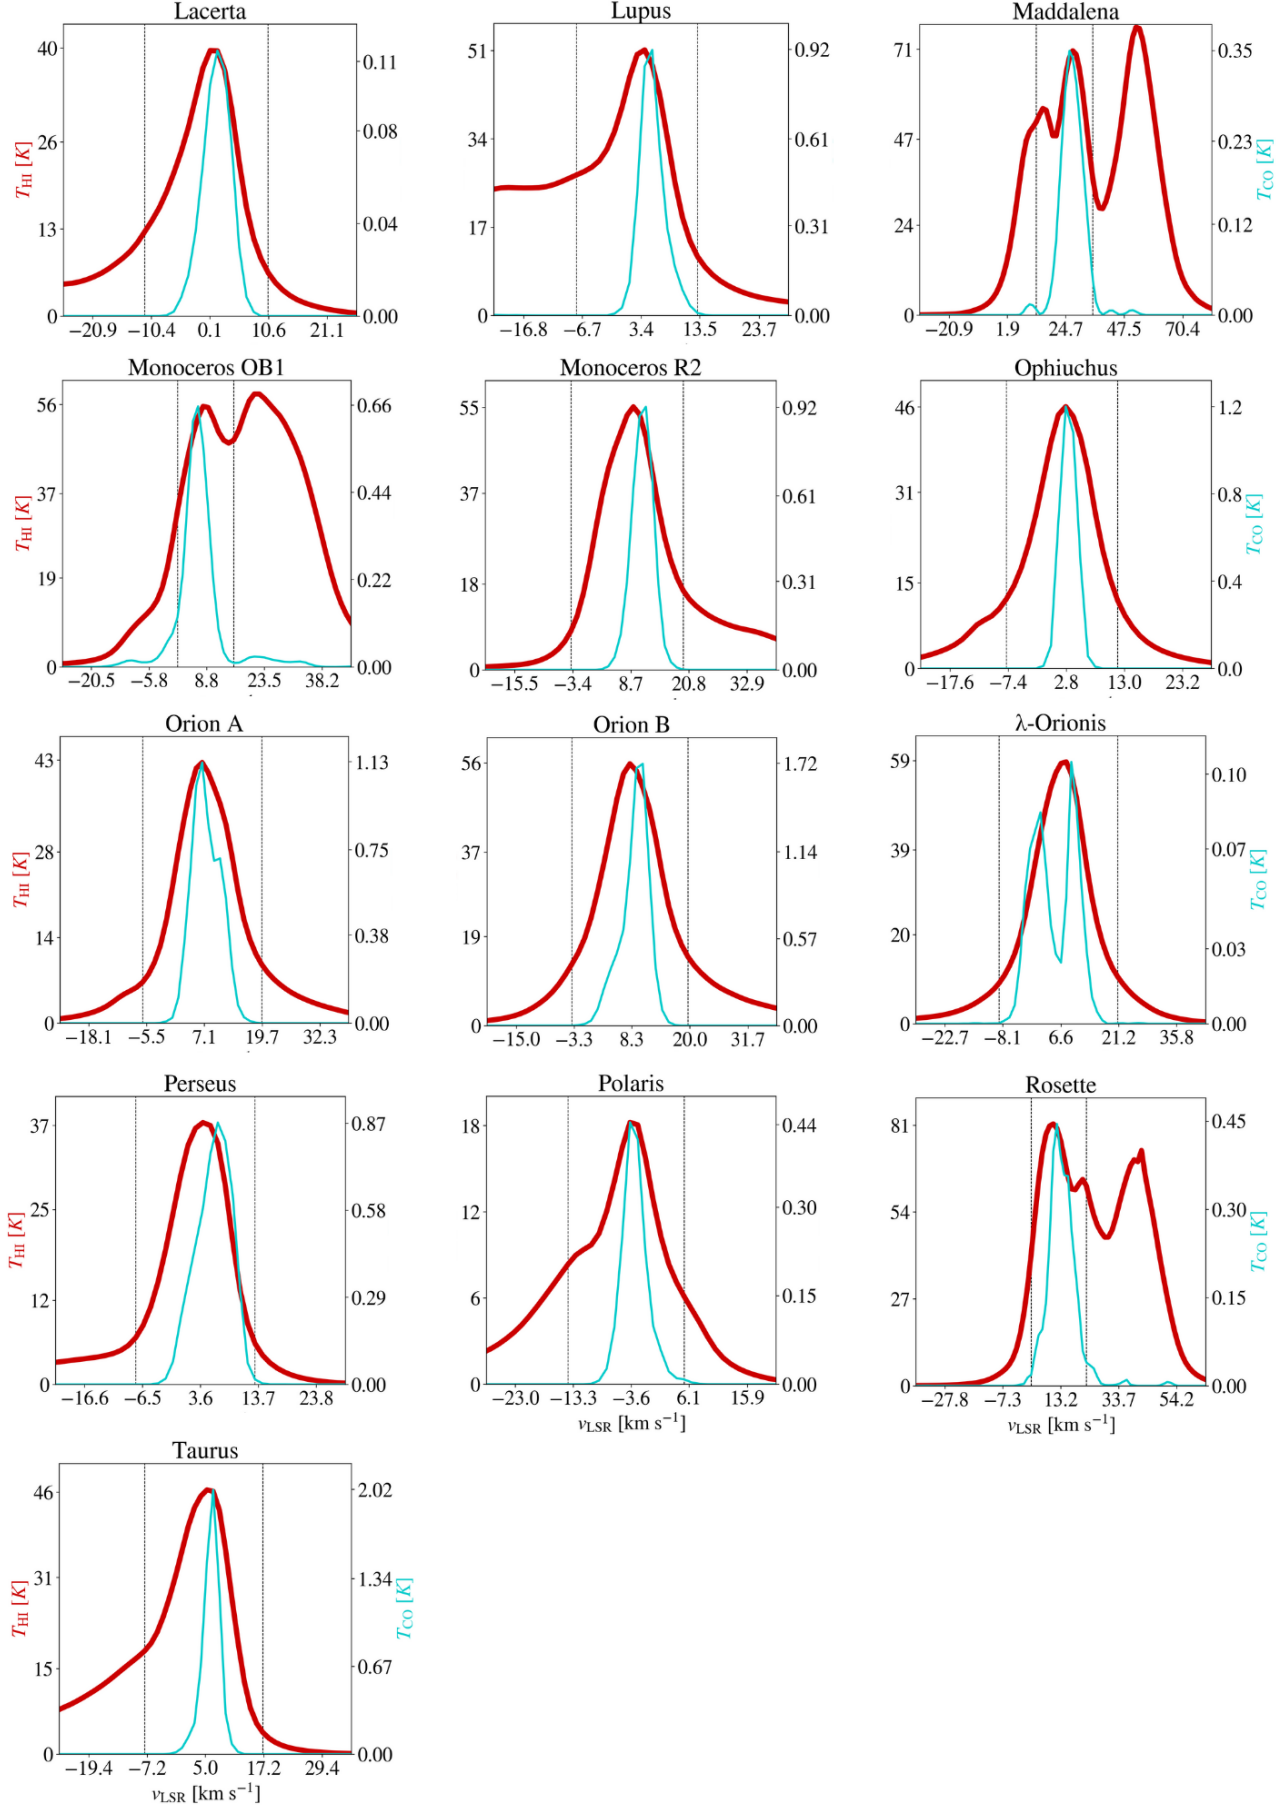 Lacerta
Lupus
Maddalena
40
26
13
0
T_HI [K]
0.11
0.08
0.04
0.00
−20.9 −10.4 0.1 10.6 21.1
51
34
17
0
0.92
0.61
0.31
0.00
−16.8 −6.7 3.4 13.5 23.7
71
47
24
0
0.35
0.23
0.12
0.00
T_CO [K]
−20.9 1.9 24.7 47.5 70.4
Monoceros OB1
Monoceros R2
Ophiuchus
56
37
19
0
T_HI [K]
0.66
0.44
0.22
0.00
−20.5 −5.8 8.8 23.5 38.2
55
37
18
0
0.92
0.61
0.31
0.00
−15.5 −3.4 8.7 20.8 32.9
46
31
15
0
1.2
0.8
0.4
0.0
T_CO [K]
−17.6 −7.4 2.8 13.0 23.2
Orion A
Orion B
λ-Orionis
43
28
14
0
T_HI [K]
1.13
0.75
0.38
0.00
−18.1 −5.5 7.1 19.7 32.3
56
37
19
0
1.72
1.14
0.57
0.00
−15.0 −3.3 8.3 20.0 31.7
59
39
20
0
0.10
0.07
0.03
0.00
T_CO [K]
−22.7 −8.1 6.6 21.2 35.8
Perseus
Polaris
Rosette
37
25
12
0
T_HI [K]
0.87
0.58
0.29
0.00
−16.6 −6.5 3.6 13.7 23.8
18
12
6
0
0.44
0.30
0.15
0.00
−23.0 −13.3 −3.6 6.1 15.9
v_LSR [km s⁻¹]
81
54
27
0
0.45
0.30
0.15
0.00
T_CO [K]
−27.8 −7.3 13.2 33.7 54.2
v_LSR [km s⁻¹]
Taurus
46
31
15
0
T_HI [K]
2.02
1.34
0.67
0.00
T_CO [K]
−19.4 −7.2 5.0 17.2 29.4
v_LSR [km s⁻¹]